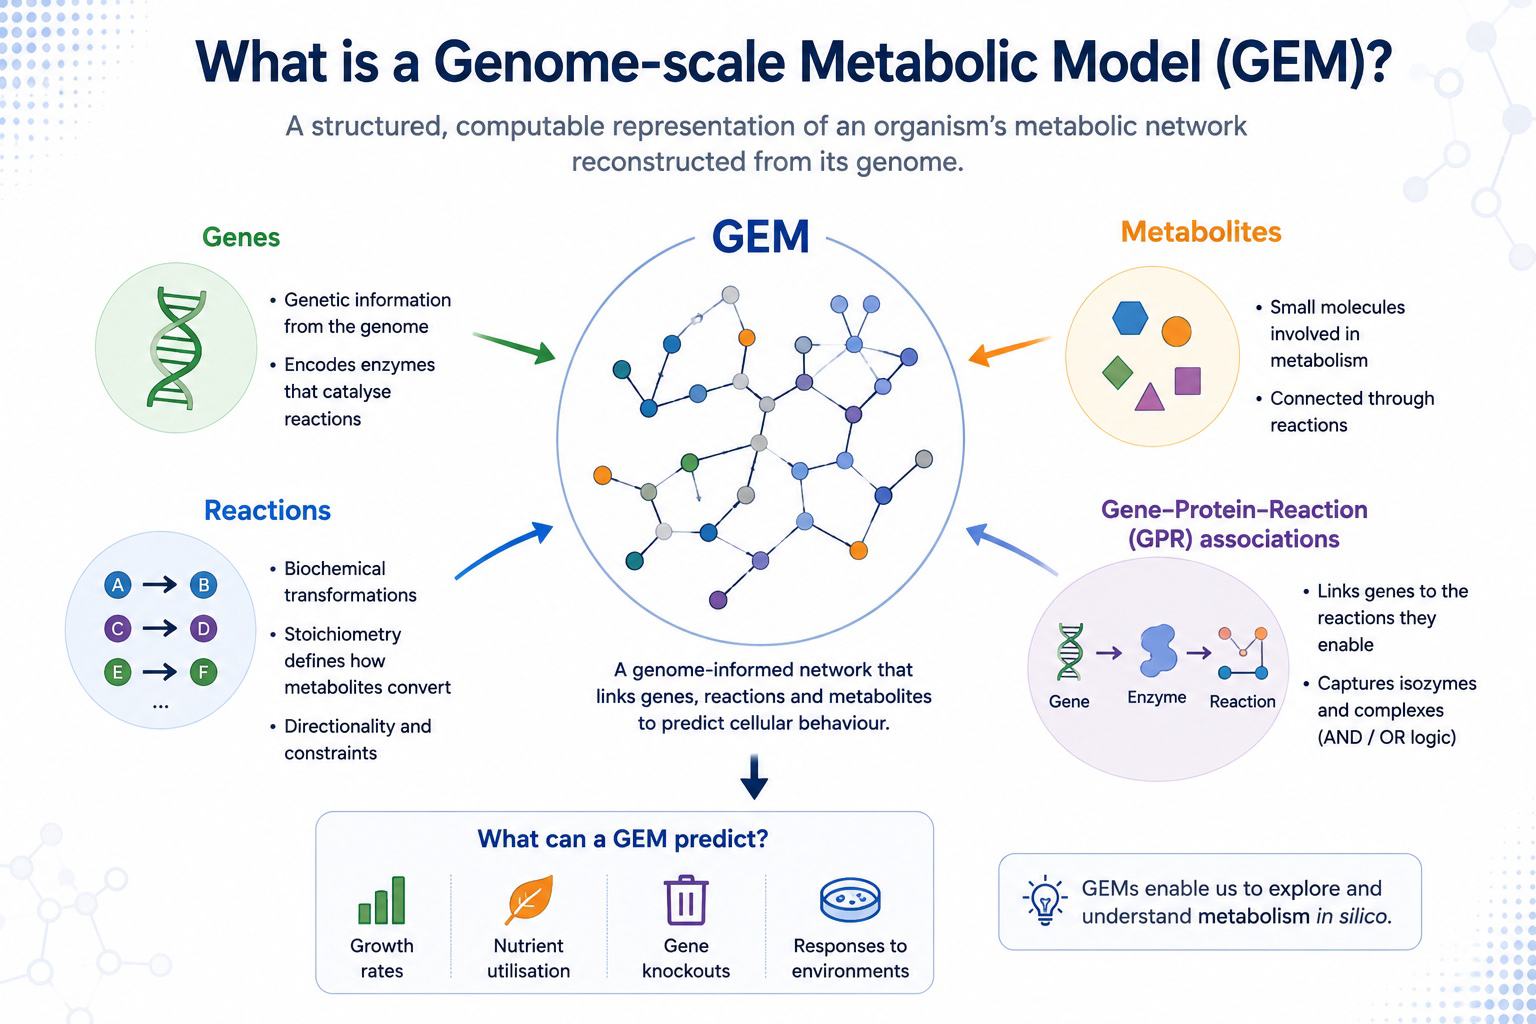 What is a Genome-scale Metabolic Model (GEM)?
A structured, computable representation of an organism's metabolic network
reconstructed from its genome.
Genes
• Genetic information
from the genome
• Encodes enzymes
that catalyse
reactions
Reactions
A → B
C → D
E → F
...
• Biochemical
transformations
• Stoichiometry
defines how
metabolites convert
• Directionality and
constraints
GEM
A genome-informed network that
links genes, reactions and metabolites
to predict cellular behaviour.
Metabolites
• Small molecules
involved in
metabolism
• Connected through
reactions
Gene–Protein–Reaction
(GPR) associations
Gene
Enzyme
Reaction
• Links genes to the
reactions they
enable
• Captures isozymes
and complexes
(AND / OR logic)
What can a GEM predict?
Growth
rates
Nutrient
utilisation
Gene
knockouts
Responses to
environments
GEMs enable us to explore and
understand metabolism in silico.